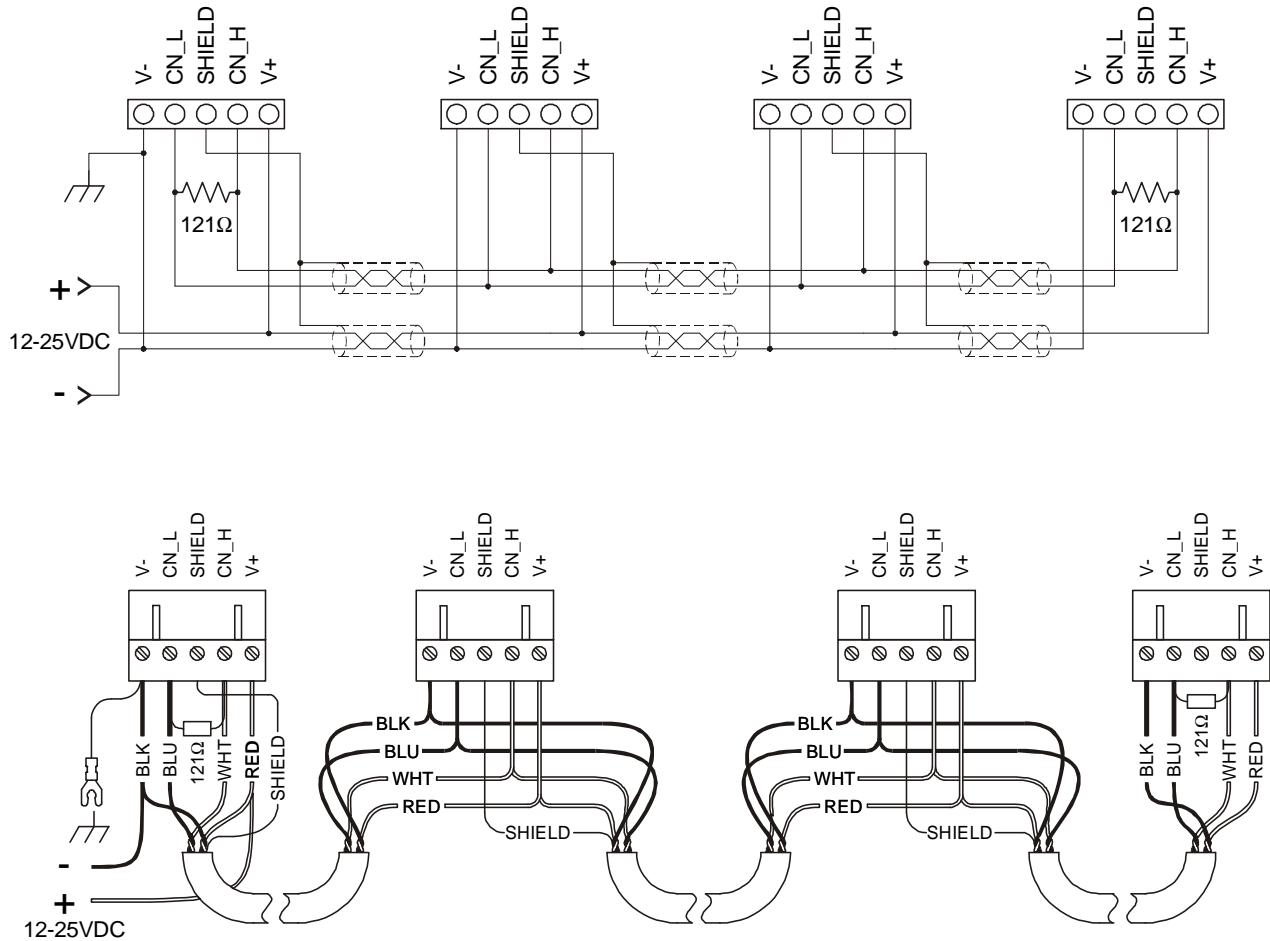 V- CN_L SHIELD CN_H V+
V- CN_L SHIELD CN_H V+
V- CN_L SHIELD CN_H V+
V- CN_L SHIELD CN_H V+
121Ω
121Ω
+
12-25VDC
-
V- CN_L SHIELD CN_H V+
V- CN_L SHIELD CN_H V+
V- CN_L SHIELD CN_H V+
V- CN_L SHIELD CN_H V+
BLK BLU 121Ω WHT RED SHIELD
BLK
BLU
WHT
RED
SHIELD
BLK
BLU
WHT
RED
SHIELD
BLK BLU 121Ω WHT RED
-
+
12-25VDC